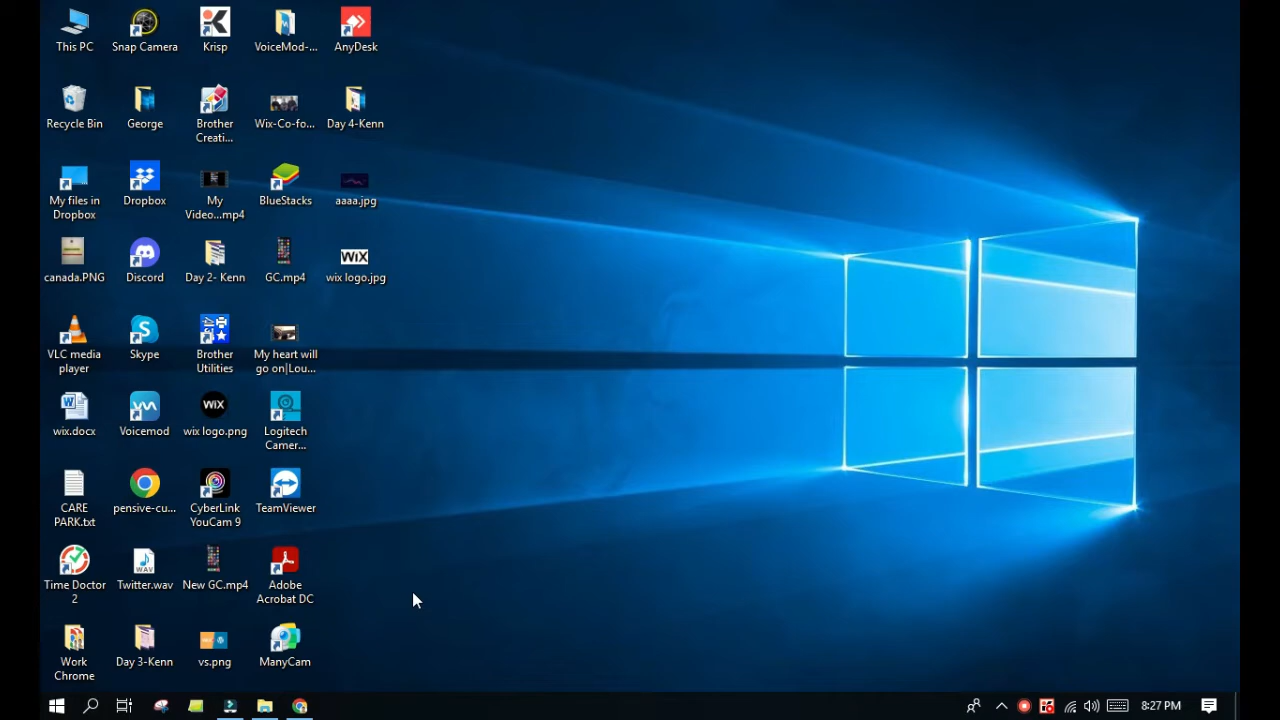 This PC
Snap Camera
Krisp
VoiceMod-...
AnyDesk
Recycle Bin
George
Brother
Creati...
Wix-Co-fo...
Day 4-Kenn
My files in
Dropbox
Dropbox
My
Video...mp4
BlueStacks
aaaa.jpg
canada.PNG
Discord
Day 2- Kenn
GC.mp4
WiX
wix logo.jpg
VLC media
player
Skype
Brother
Utilities
My heart will
go on|Lou...
wix.docx
Voicemod
WiX
wix logo.png
Logitech
Camer...
CARE
PARK.txt
pensive-cu...
CyberLink
YouCam 9
TeamViewer
Time Doctor
2
WAV
Twitter.wav
New GC.mp4
Adobe
Acrobat DC
Work
Chrome
Day 3-Kenn
vs.png
ManyCam
8:27 PM